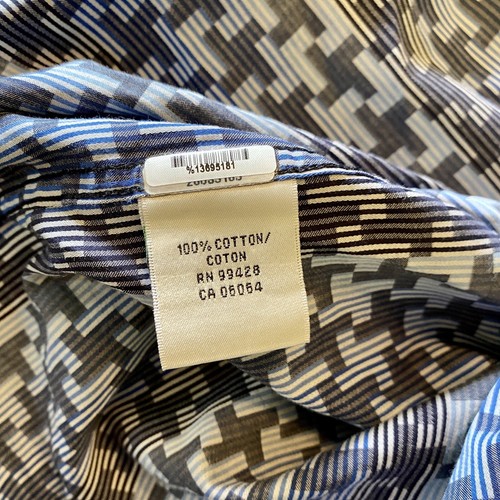 %13695181
100% COTTON/
COTON
RN 99428
CA 06064